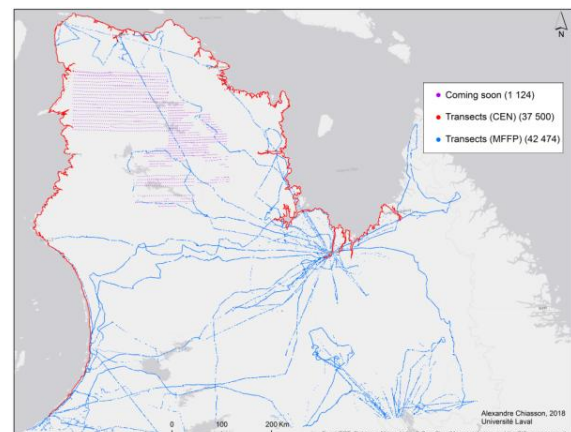 N
Coming soon (1 124)
Transects (CEN) (37 500)
Transects (MFFP) (42 474)
Alexandre Chiasson, 2018
Université Laval
0 100 200 Km